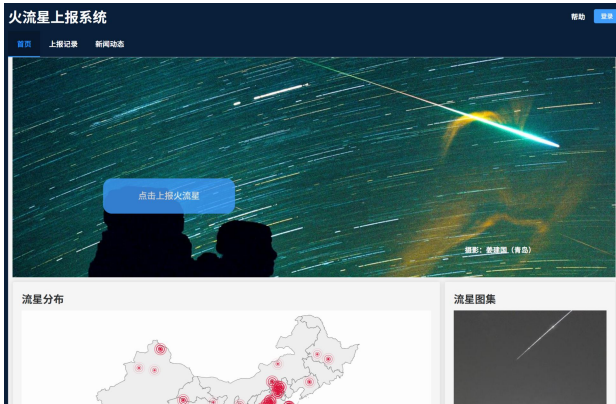 火流星上报系统
帮助
登录
首页 上报记录 新闻动态
点击上报火流星
摄影：姜建国（青岛）
流星分布
流星图集